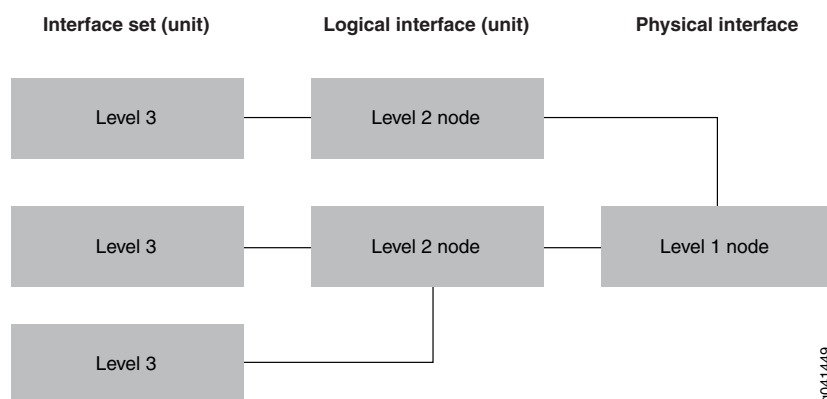 Interface set (unit) Logical interface (unit) Physical interface
Level 3 Level 2 node
Level 3 Level 2 node Level 1 node
Level 3
g041449